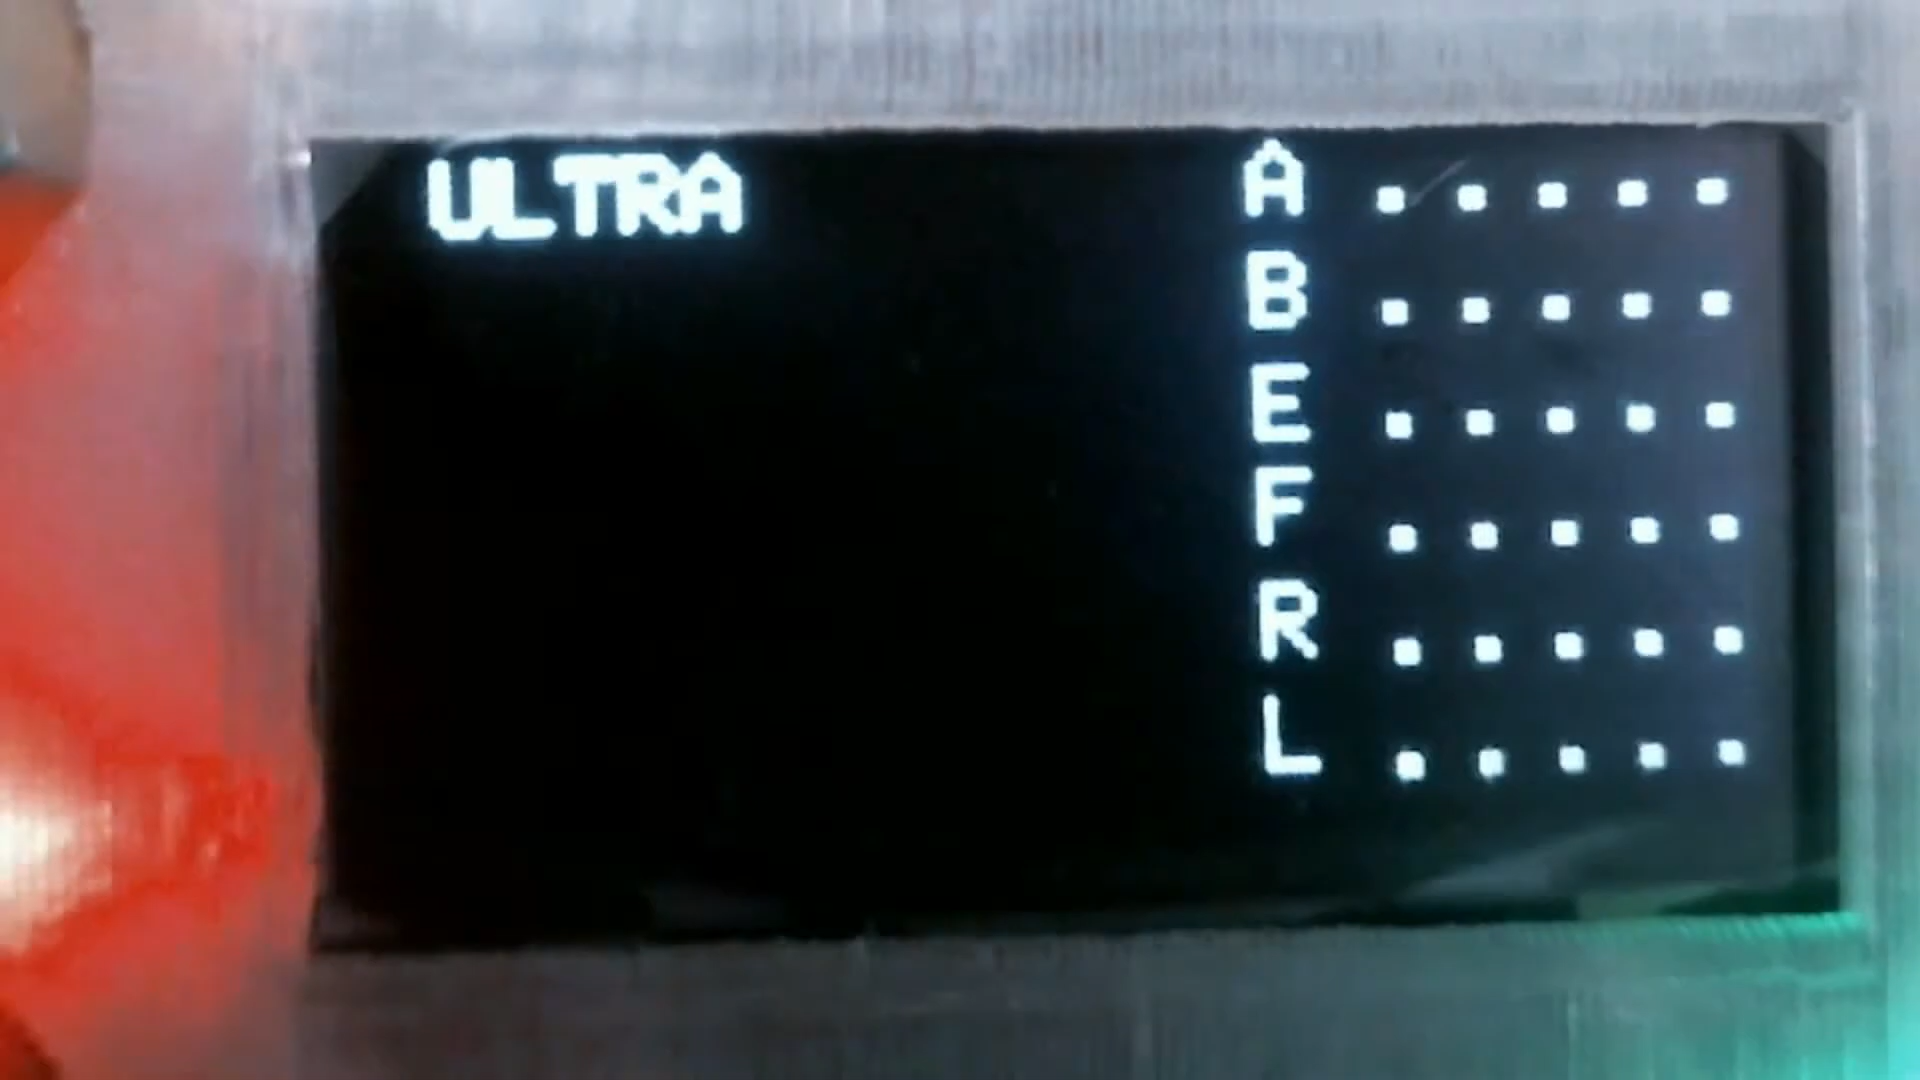 ULTRA
A . . . . .
B . . . . .
E . . . . .
F . . . . .
R . . . . .
L . . . . .